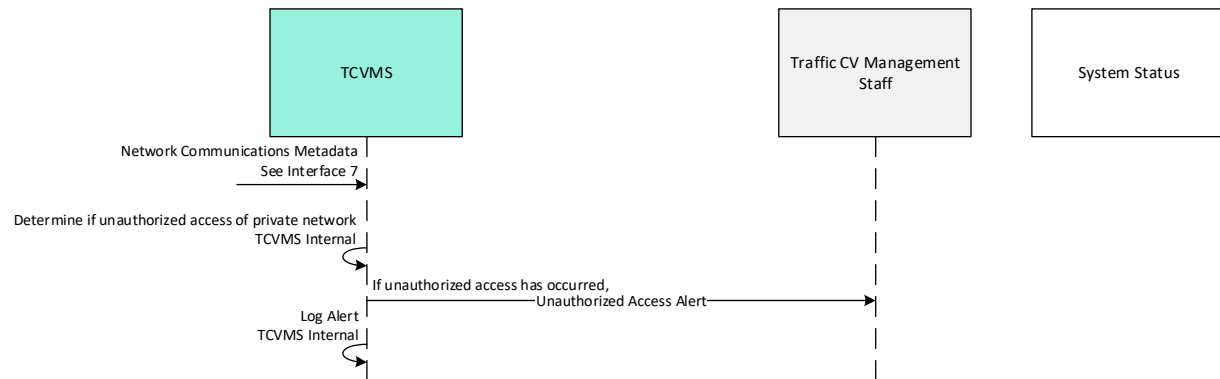 TCVMS
Traffic CV Management
Staff
System Status
Network Communications Metadata
See Interface 7
Determine if unauthorized access of private network
TCVMS Internal
If unauthorized access has occurred,
Unauthorized Access Alert
Log Alert
TCVMS Internal